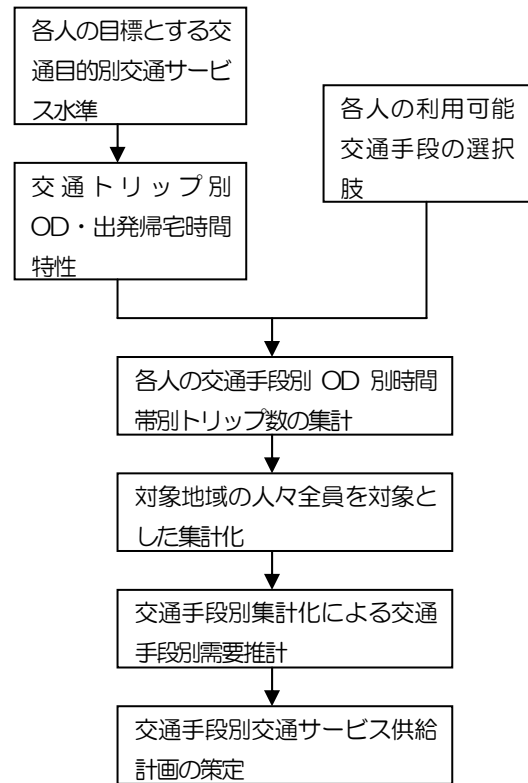 各人の目標とする交
通目的別交通サービ
ス水準
各人の利用可能
交通手段の選択
肢
交通トリップ別
OD・出発帰宅時間
特性
各人の交通手段別 OD 別時間
帯別トリップ数の集計
対象地域の人々全員を対象と
した集計化
交通手段別集計化による交通
手段別需要推計
交通手段別交通サービス供給
計画の策定